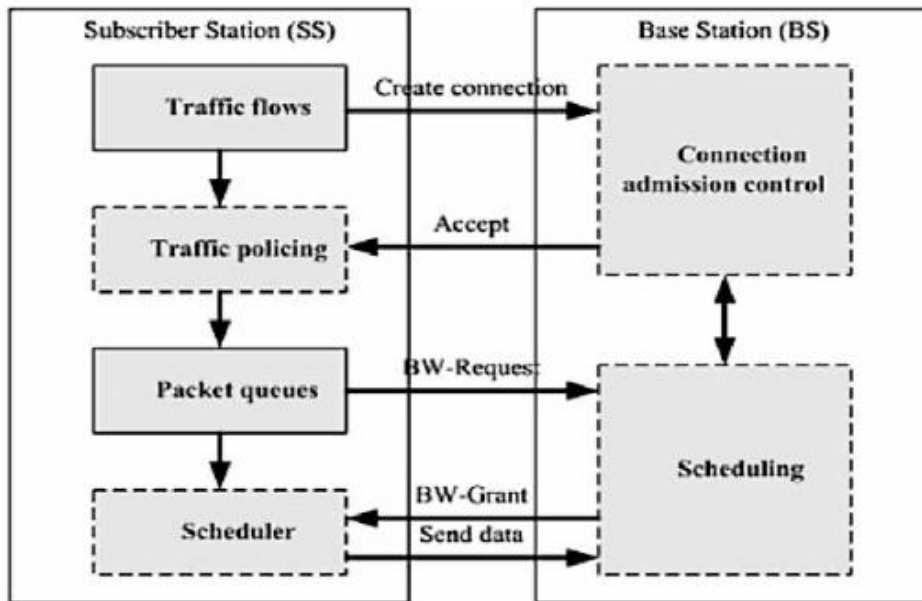 Subscriber Station (SS)
Base Station (BS)
Traffic flows
Create connection
Connection
admission control
Traffic policing
Accept
Packet queues
BW-Request
Scheduling
BW-Grant
Scheduler
Send data